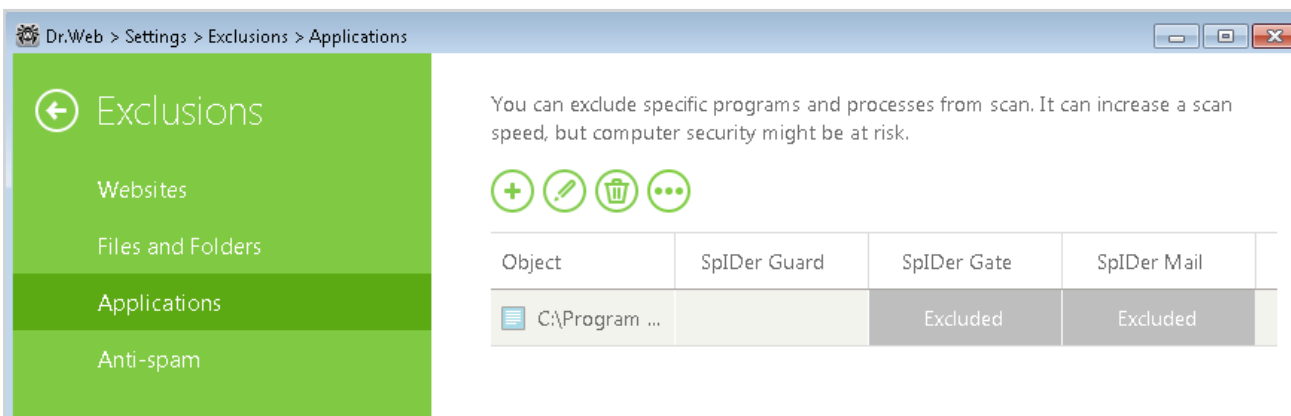 Dr.Web > Settings > Exclusions > Applications
Exclusions
Websites
Files and Folders
Applications
Anti-spam
You can exclude specific programs and processes from scan. It can increase a scan
speed, but computer security might be at risk.
Object SpIDer Guard SpIDer Gate SpIDer Mail
C:\Program ... Excluded Excluded